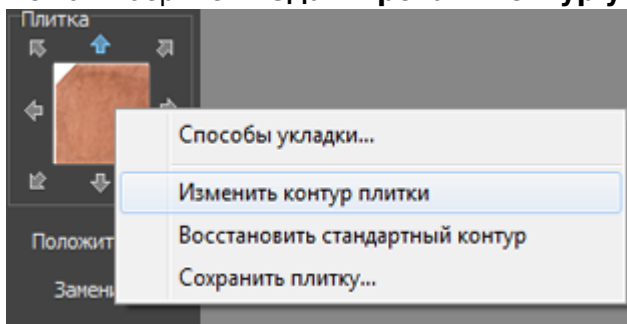 Плитка
Способы укладки...
Изменить контур плитки
Восстановить стандартный контур
Сохранить плитку...